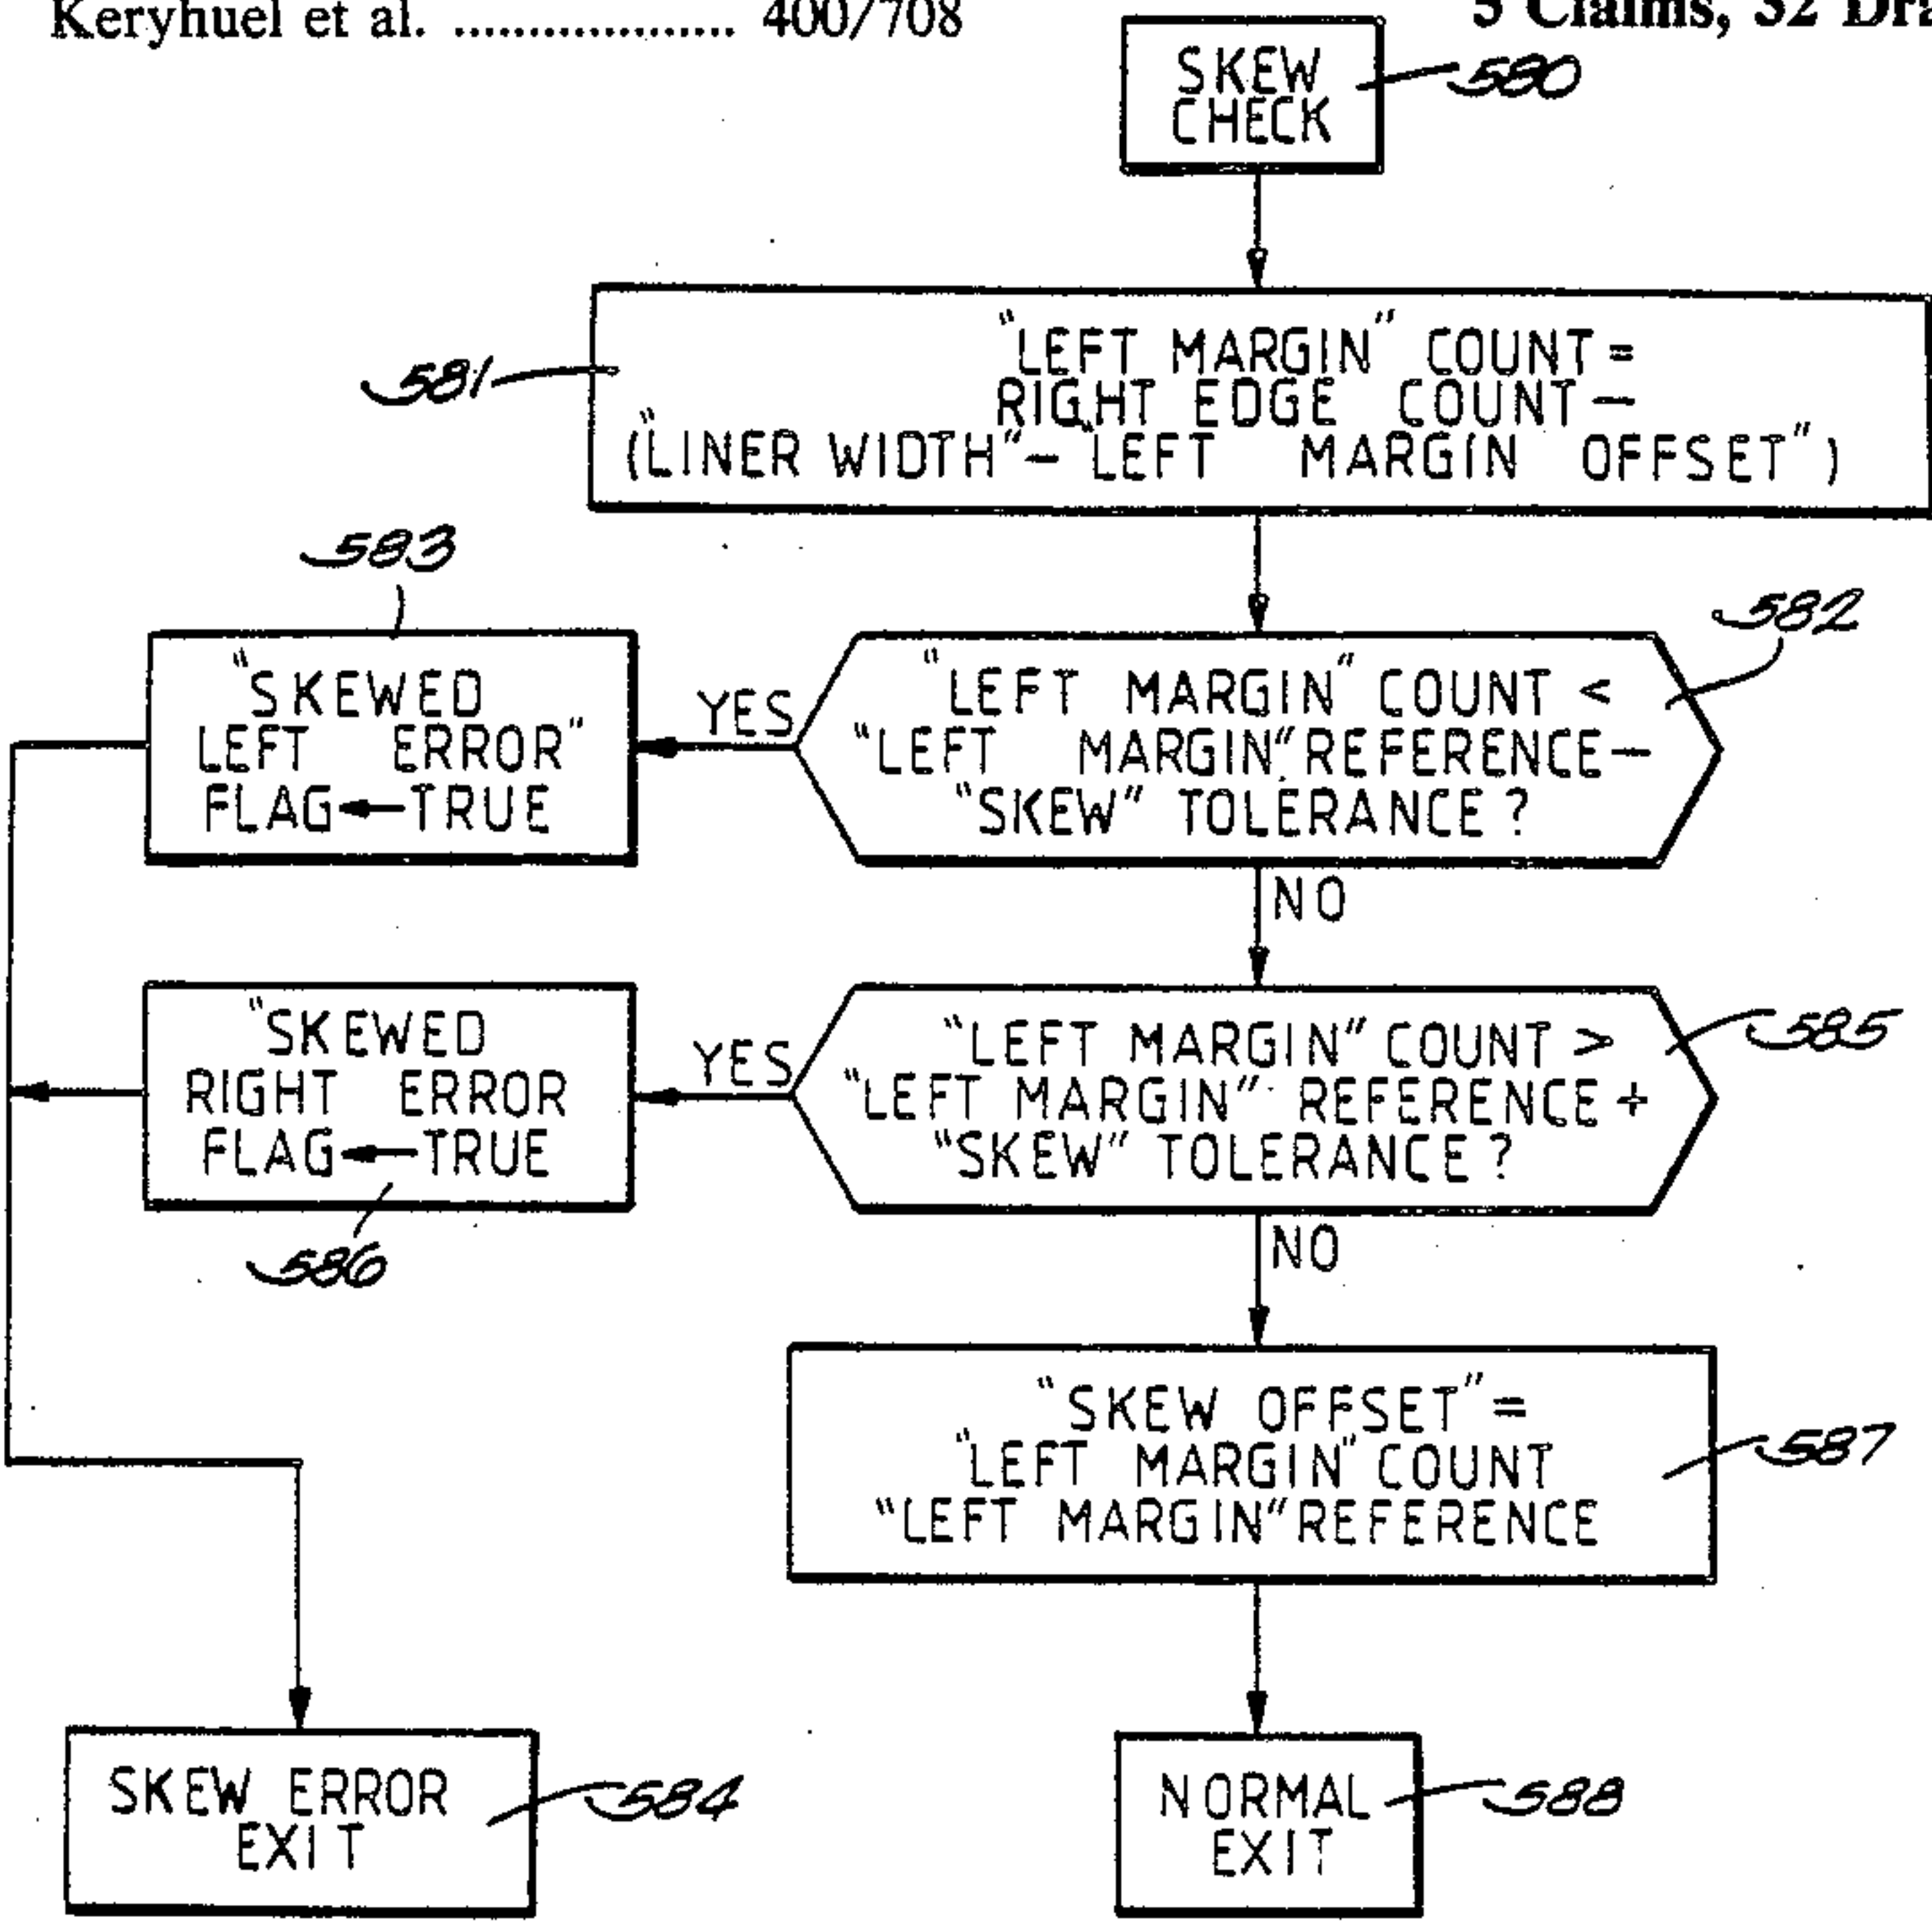 Keryhuel et al. .................. 400/708
5 Claims, 32 Dra
SKEW
CHECK
580
"LEFT MARGIN" COUNT =
RIGHT EDGE COUNT —
("LINER WIDTH" — "LEFT MARGIN OFFSET")
581
583
582
"SKEWED
LEFT ERROR"
FLAG ← TRUE
YES
"LEFT MARGIN" COUNT <
"LEFT MARGIN" REFERENCE —
"SKEW" TOLERANCE ?
NO
"SKEWED
RIGHT ERROR
FLAG ← TRUE
586
YES
"LEFT MARGIN" COUNT >
"LEFT MARGIN" REFERENCE +
"SKEW" TOLERANCE ?
585
NO
"SKEW OFFSET" =
"LEFT MARGIN" COUNT
"LEFT MARGIN" REFERENCE
587
SKEW ERROR
EXIT
584
NORMAL
EXIT
588